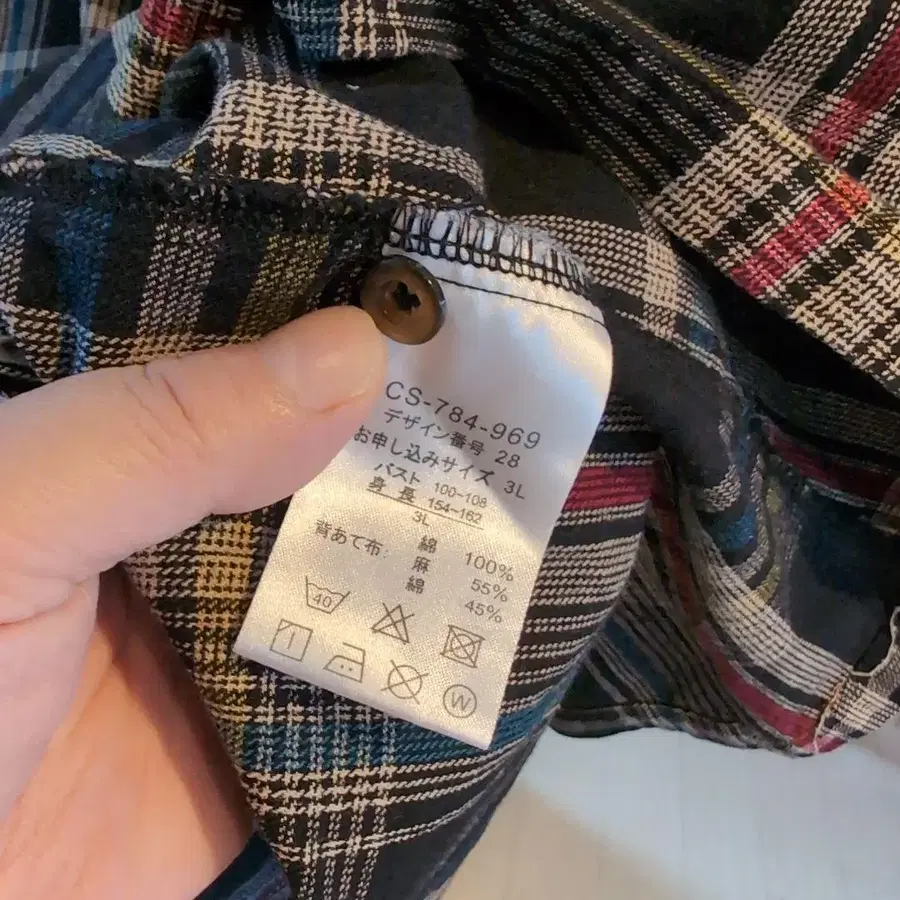 CS-784-969
デザイン番号 28
お申し込みサイズ 3L
バスト 100~108
身長 154~162
3L
綿 100%
背あて布: 麻 55%
綿 45%
40
W